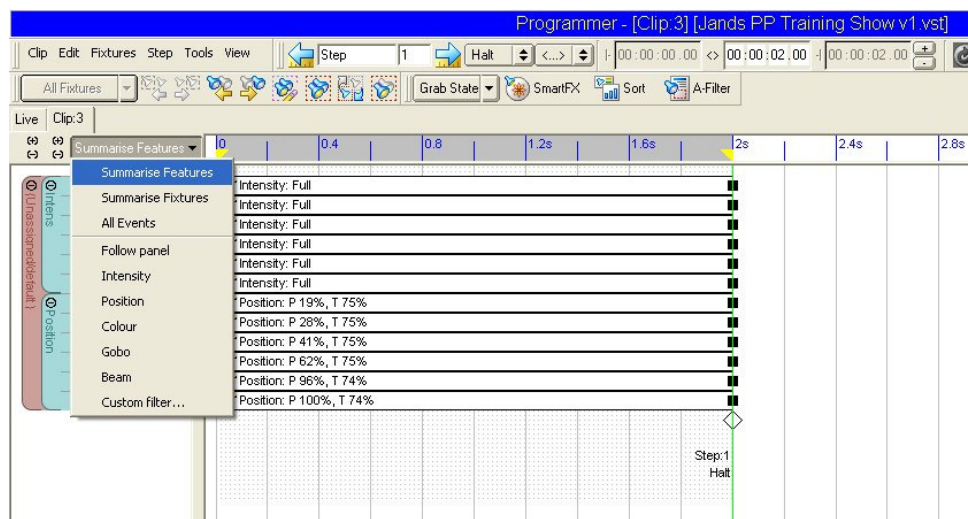 Programmer - [Clip:3] [Jands PP Training Show v1.vst]
Clip Edit Fixtures Step Tools View Step 1 Halt <...> 00:00:00.00 <> 00:00:02.00 00:00:02.00 + -
All Fixtures Grab State SmartFX Sort A-Filter
Live Clip:3
Summarise Features 0 0.4 0.8 1.2s 1.6s 2s 2.4s 2.8s
Summarise Features
Summarise Fixtures
All Events
Follow panel
Intensity
Position
Colour
Gobo
Beam
Custom filter...
(Unassigned/default)
Intens
Position
Intensity: Full
Intensity: Full
Intensity: Full
Intensity: Full
Intensity: Full
Intensity: Full
Position: P 19%, T 75%
Position: P 28%, T 75%
Position: P 41%, T 75%
Position: P 62%, T 75%
Position: P 96%, T 74%
Position: P 100%, T 74%
Step:1
Halt